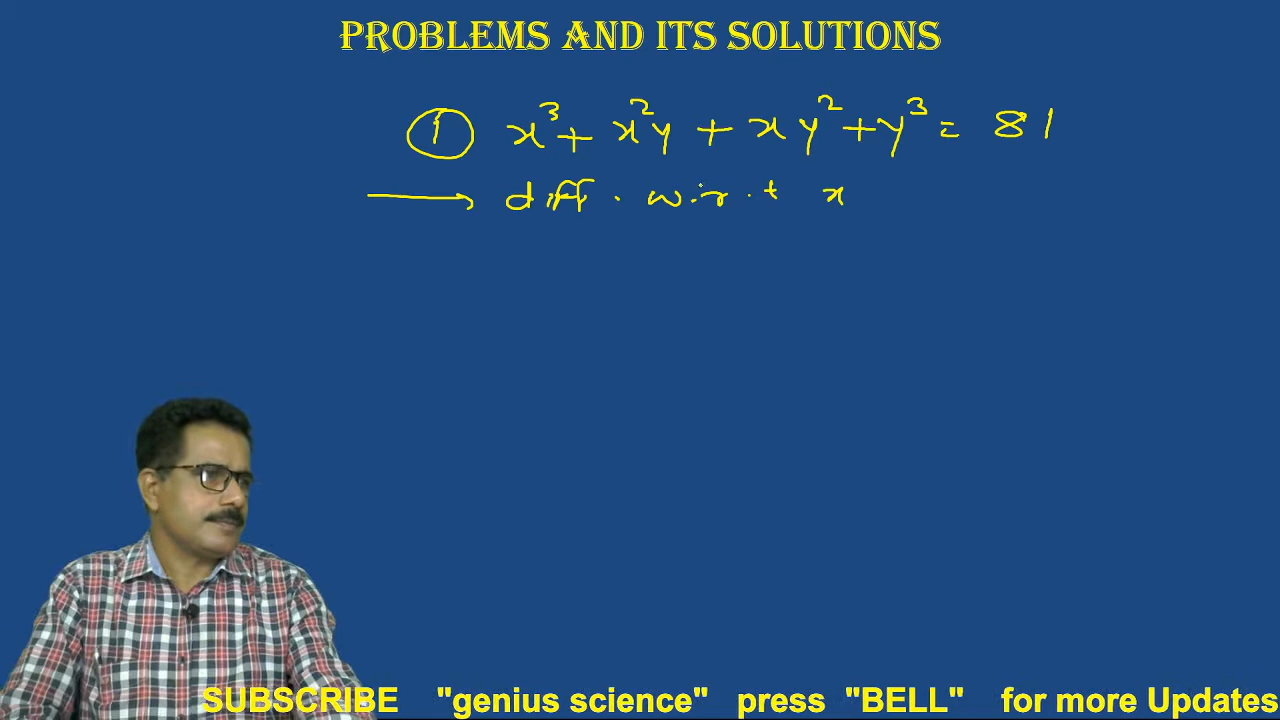 PROBLEMS AND ITS SOLUTIONS
① x³ + x²y + xy² + y³ = 81
→ diff. w.r.t x
SUBSCRIBE "genius science" press "BELL" for more Updates